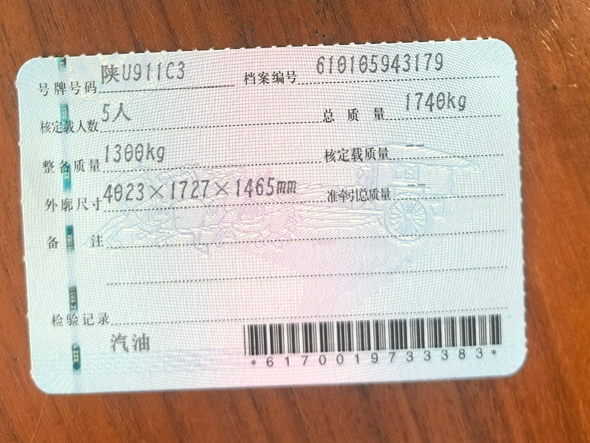 号牌号码 陕U911C3 档案编号 610105943179
核定载人数 5人 总质量 1740kg
整备质量 1300kg 核定载质量 --
外廓尺寸 4023×1727×1465mm 准牵引总质量 --
备注
检验记录
汽油
*6170019733383*